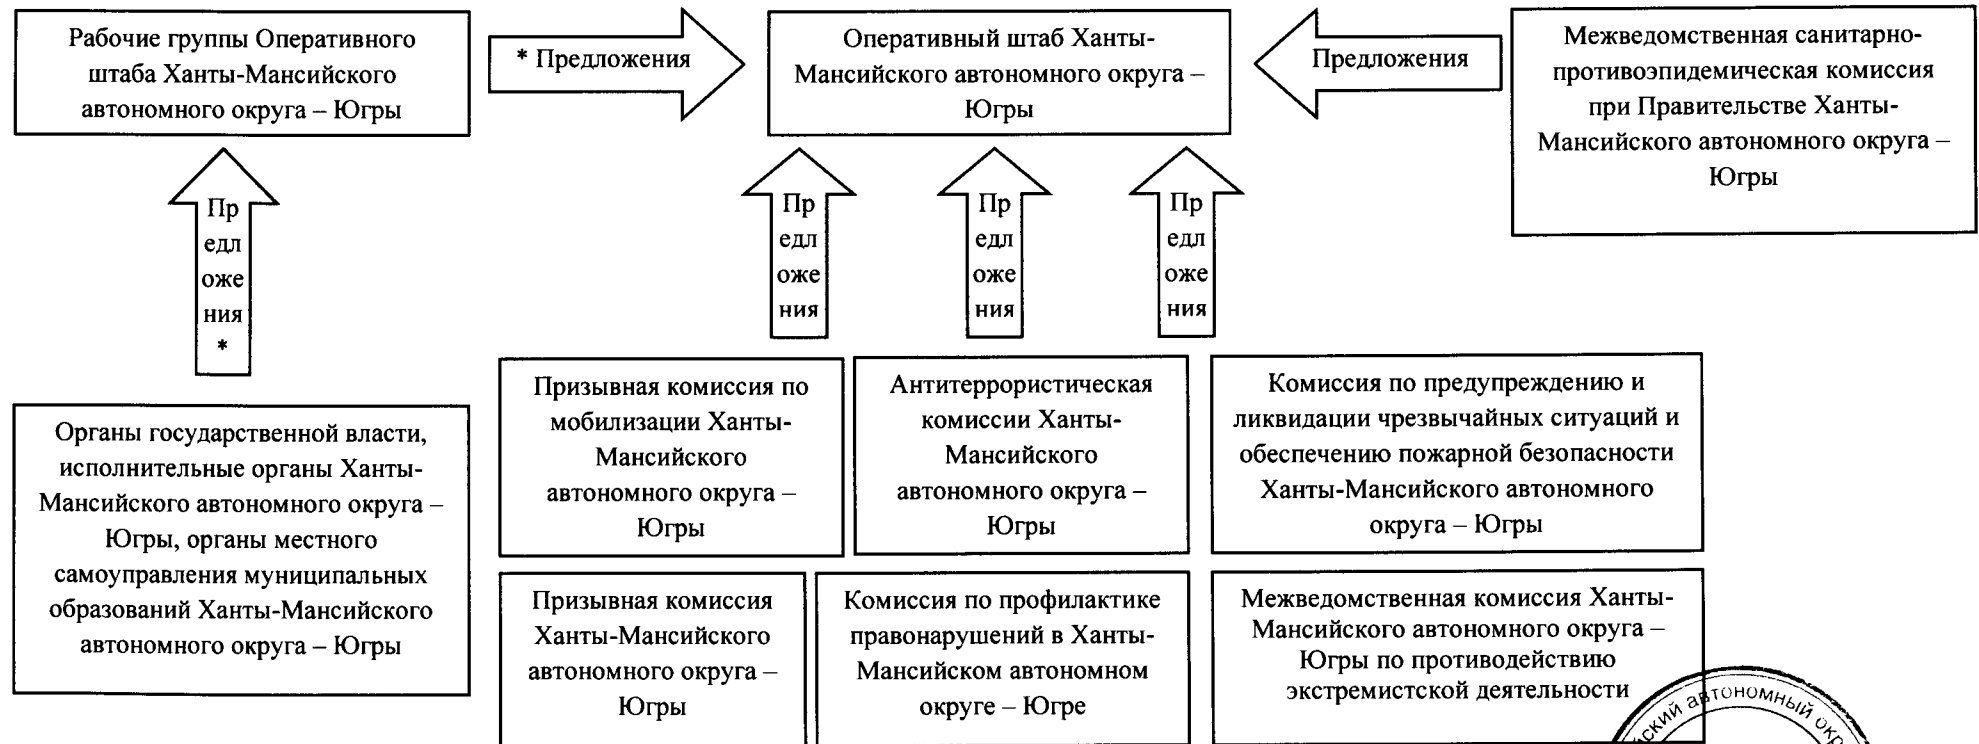 Рабочие группы Оперативного
штаба Ханты-Мансийского
автономного округа – Югры
* Предложения
Оперативный штаб Ханты-
Мансийского автономного округа –
Югры
Предложения
Межведомственная санитарно-
противоэпидемическая комиссия
при Правительстве Ханты-
Мансийского автономного округа –
Югры
Пр
едл
оже
ния
*
Пр
едл
оже
ния
Пр
едл
оже
ния
Пр
едл
оже
ния
Органы государственной власти,
исполнительные органы Ханты-
Мансийского автономного округа –
Югры, органы местного
самоуправления муниципальных
образований Ханты-Мансийского
автономного округа – Югры
Призывная комиссия по
мобилизации Ханты-
Мансийского
автономного округа –
Югры
Антитеррористическая
комиссии Ханты-
Мансийского
автономного округа –
Югры
Комиссия по предупреждению и
ликвидации чрезвычайных ситуаций и
обеспечению пожарной безопасности
Ханты-Мансийского автономного
округа – Югры
Призывная комиссия
Ханты-Мансийского
автономного округа –
Югры
Комиссия по профилактике
правонарушений в Ханты-
Мансийском автономном
округе – Югре
Межведомственная комиссия Ханты-
Мансийского автономного округа –
Югры по противодействию
экстремистской деятельности
автономный